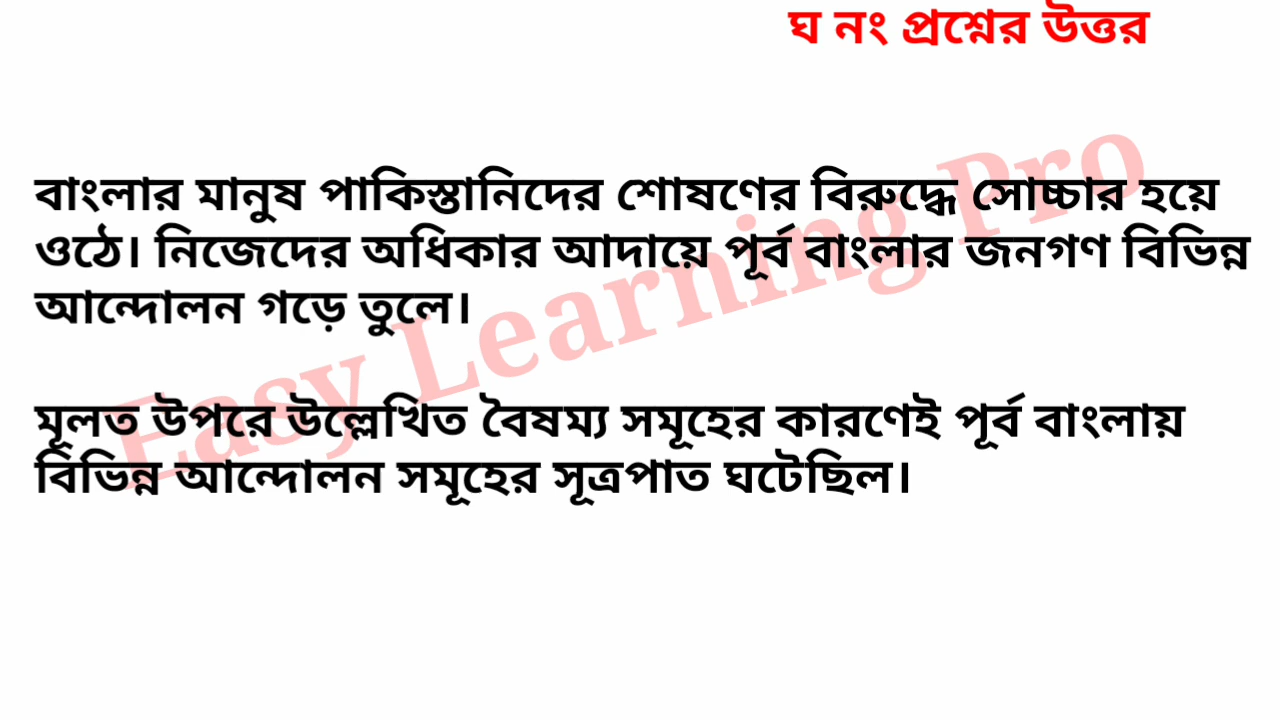 ঘ নং প্রশ্নের উত্তর
বাংলার মানুষ পাকিস্তানিদের শোষণের বিরুদ্ধে সোচ্চার হয়ে
ওঠে। নিজেদের অধিকার আদায়ে পূর্ব বাংলার জনগণ বিভিন্ন
আন্দোলন গড়ে তুলে।
মূলত উপরে উল্লেখিত বৈষম্য সমূহের কারণেই পূর্ব বাংলায়
বিভিন্ন আন্দোলন সমূহের সূত্রপাত ঘটেছিল।
Easy Learning Pro